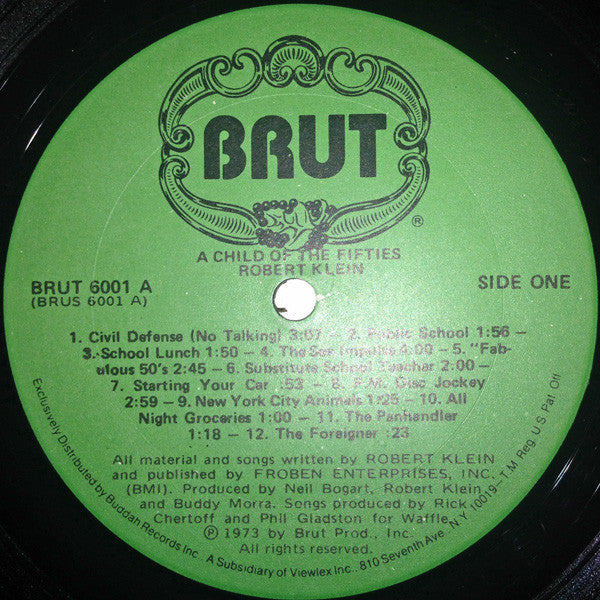 BRUT
®
A CHILD OF THE FIFTIES
ROBERT KLEIN
BRUT 6001 A
(BRUS 6001 A)
SIDE ONE
1. Civil Defense (No Talking) 3:07 — 2. Public School 1:56 —
3. School Lunch 1:50 — 4. The Sex Impulse 4:00 — 5. "Fab-
ulous 50's 2:45 — 6. Substitute School Teacher 2:00 —
7. Starting Your Car :53 — 8. F.M. Disc Jockey
2:59 — 9. New York City Animals 1:25 — 10. All
Night Groceries 1:00 — 11. The Panhandler
1:18 — 12. The Foreigner :23
All material and songs written by ROBERT KLEIN
and published by FROBEN ENTERPRISES, INC.
(BMI). Produced by Neil Bogart, Robert Klein,
and Buddy Morra. Songs produced by Rick
Chertoff and Phil Gladston for Waffle.
Ⓟ 1973 by Brut Prod., Inc.
All rights reserved.
Exclusively Distributed by Buddah Records Inc. A Subsidiary of Viewlex Inc., 810 Seventh Ave. N.Y. 10019 – T.M. Reg. U.S. Pat. Off.